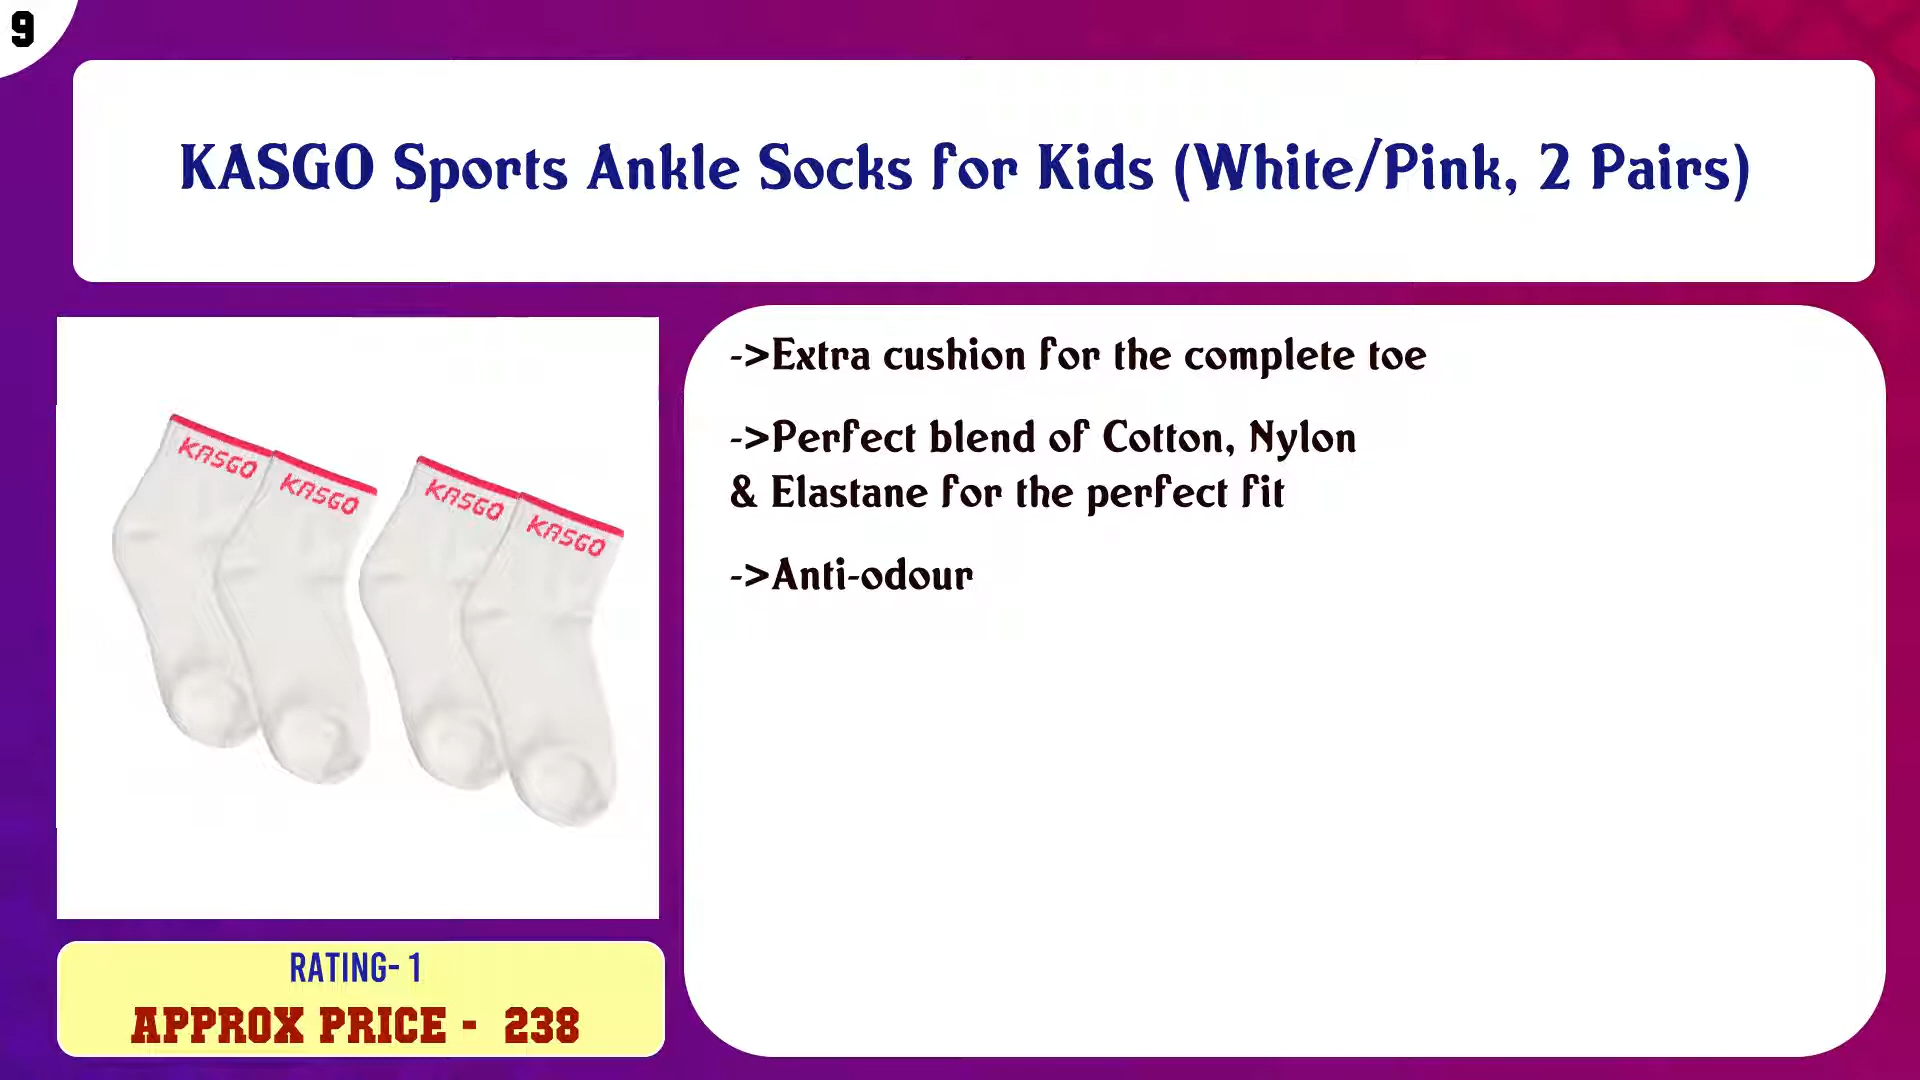 9
KASGO Sports Ankle Socks for Kids (White/Pink, 2 Pairs)
KASGO
KASGO
KASGO
KASGO
->Extra cushion for the complete toe
->Perfect blend of Cotton, Nylon
& Elastane for the perfect fit
->Anti-odour
RATING- 1
APPROX PRICE - 238